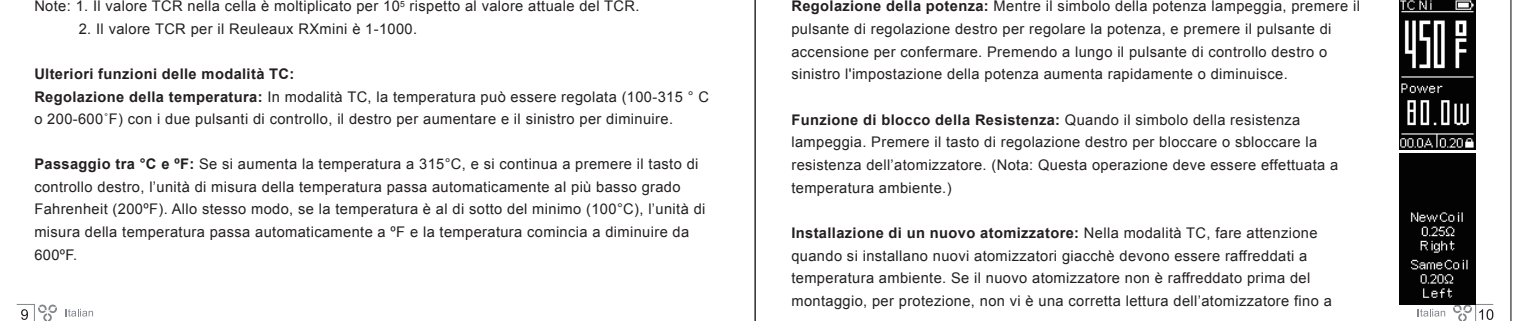 Note: 1. Il valore TCR nella cella è moltiplicato per 10⁵ rispetto al valore attuale del TCR.
2. Il valore TCR per il Reuleaux RXmini è 1-1000.
Ulteriori funzioni delle modalità TC:
Regolazione della temperatura: In modalità TC, la temperatura può essere regolata (100-315 ° C
o 200-600˚F) con i due pulsanti di controllo, il destro per aumentare e il sinistro per diminuire.
Passaggio tra °C e ºF: Se si aumenta la temperatura a 315°C, e si continua a premere il tasto di
controllo destro, l’unità di misura della temperatura passa automaticamente al più basso grado
Fahrenheit (200ºF). Allo stesso modo, se la temperatura è al di sotto del minimo (100°C), l’unità di
misura della temperatura passa automaticamente a ºF e la temperatura comincia a diminuire da
600ºF.
9 Italian
Regolazione della potenza: Mentre il simbolo della potenza lampeggia, premere il
pulsante di regolazione destro per regolare la potenza, e premere il pulsante di
accensione per confermare. Premendo a lungo il pulsante di controllo destro o
sinistro l'impostazione della potenza aumenta rapidamente o diminuisce.
Funzione di blocco della Resistenza: Quando il simbolo della resistenza
lampeggia. Premere il tasto di regolazione destro per bloccare o sbloccare la
resistenza dell’atomizzatore. (Nota: Questa operazione deve essere effettuata a
temperatura ambiente.)
Installazione di un nuovo atomizzatore: Nella modalità TC, fare attenzione
quando si installano nuovi atomizzatori giacchè devono essere raffreddati a
temperatura ambiente. Se il nuovo atomizzatore non è raffreddato prima del
montaggio, per protezione, non vi è una corretta lettura dell’atomizzatore fino a
TC Ni
450°F
Power
80.0W
00.0A 0.20
New Coil
0.25Ω
Right
Same Coil
0.20Ω
Left
Italian 10